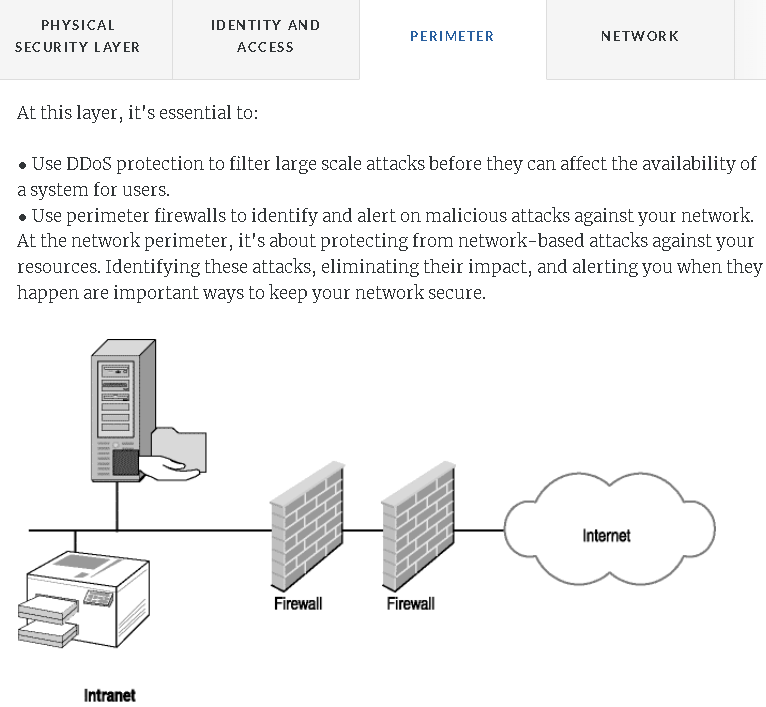 PHYSICAL
SECURITY LAYER
IDENTITY AND
ACCESS
PERIMETER
NETWORK
At this layer, it's essential to:
● Use DDoS protection to filter large scale attacks before they can affect the availability of
a system for users.
● Use perimeter firewalls to identify and alert on malicious attacks against your network.
At the network perimeter, it's about protecting from network-based attacks against your
resources. Identifying these attacks, eliminating their impact, and alerting you when they
happen are important ways to keep your network secure.
Internet
Firewall
Firewall
Intranet